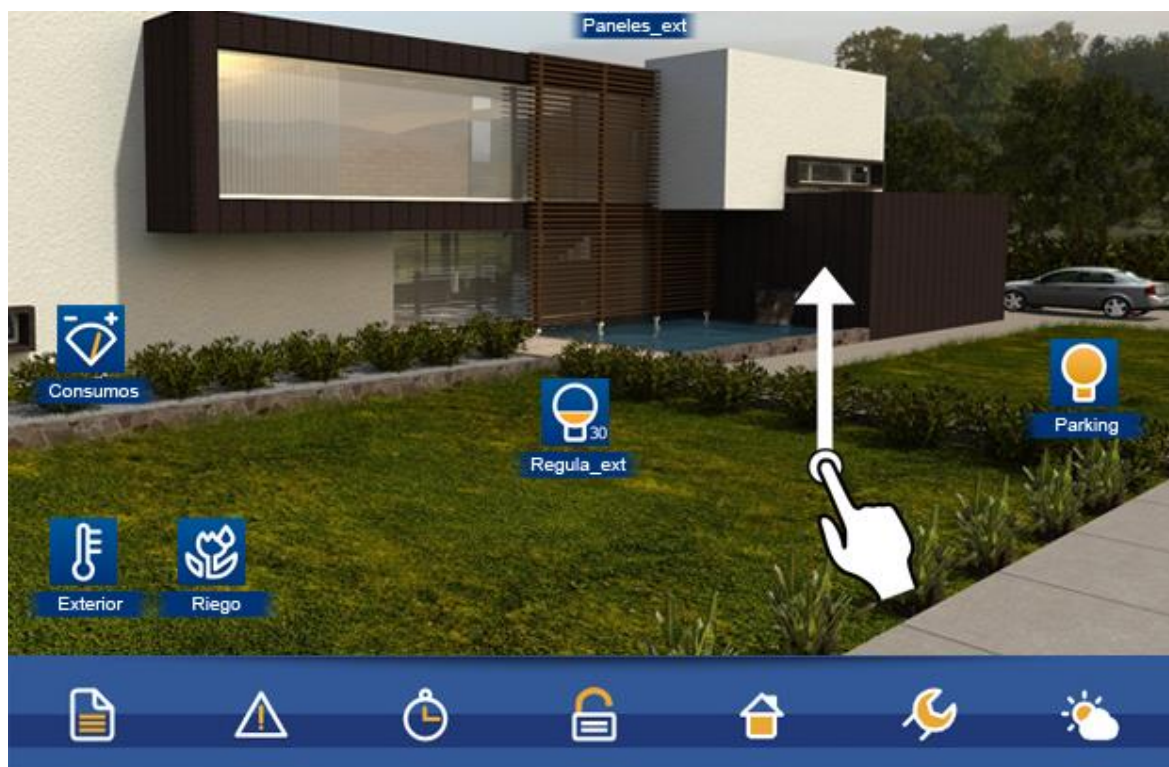 Paneles_ext
Consumos
30
Regula_ext
Parking
Exterior
Riego